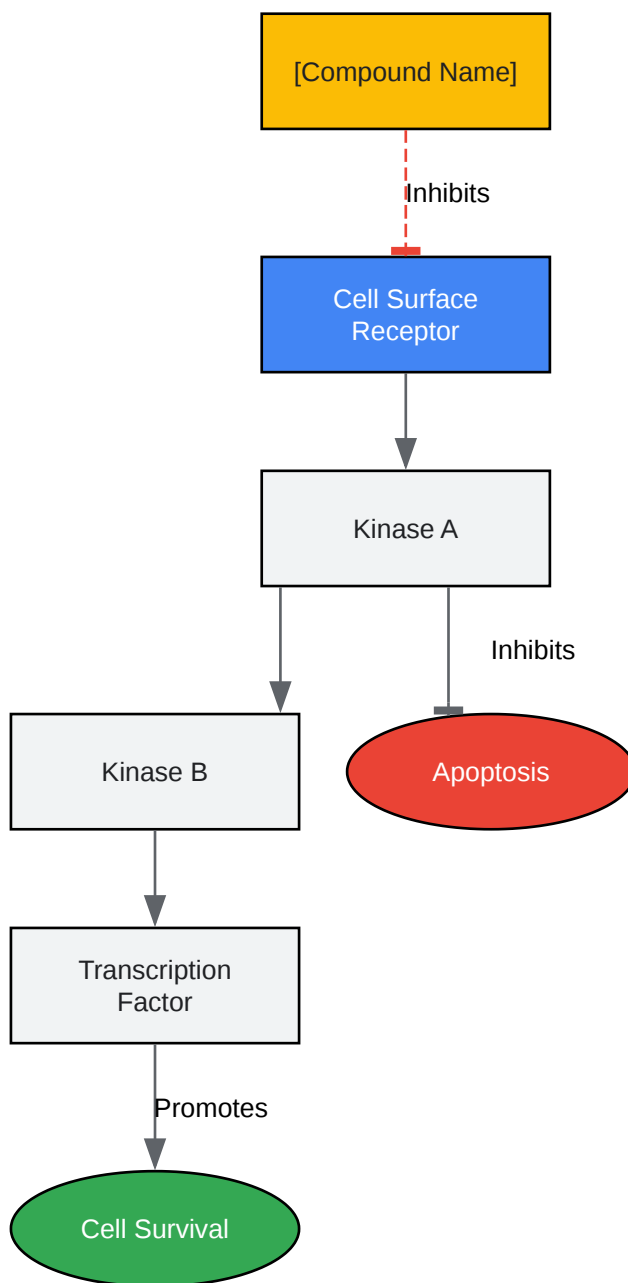 [Compound Name]
Inhibits
Cell Surface
Receptor
Kinase A
Inhibits
Kinase B
Apoptosis
Transcription
Factor
Promotes
Cell Survival